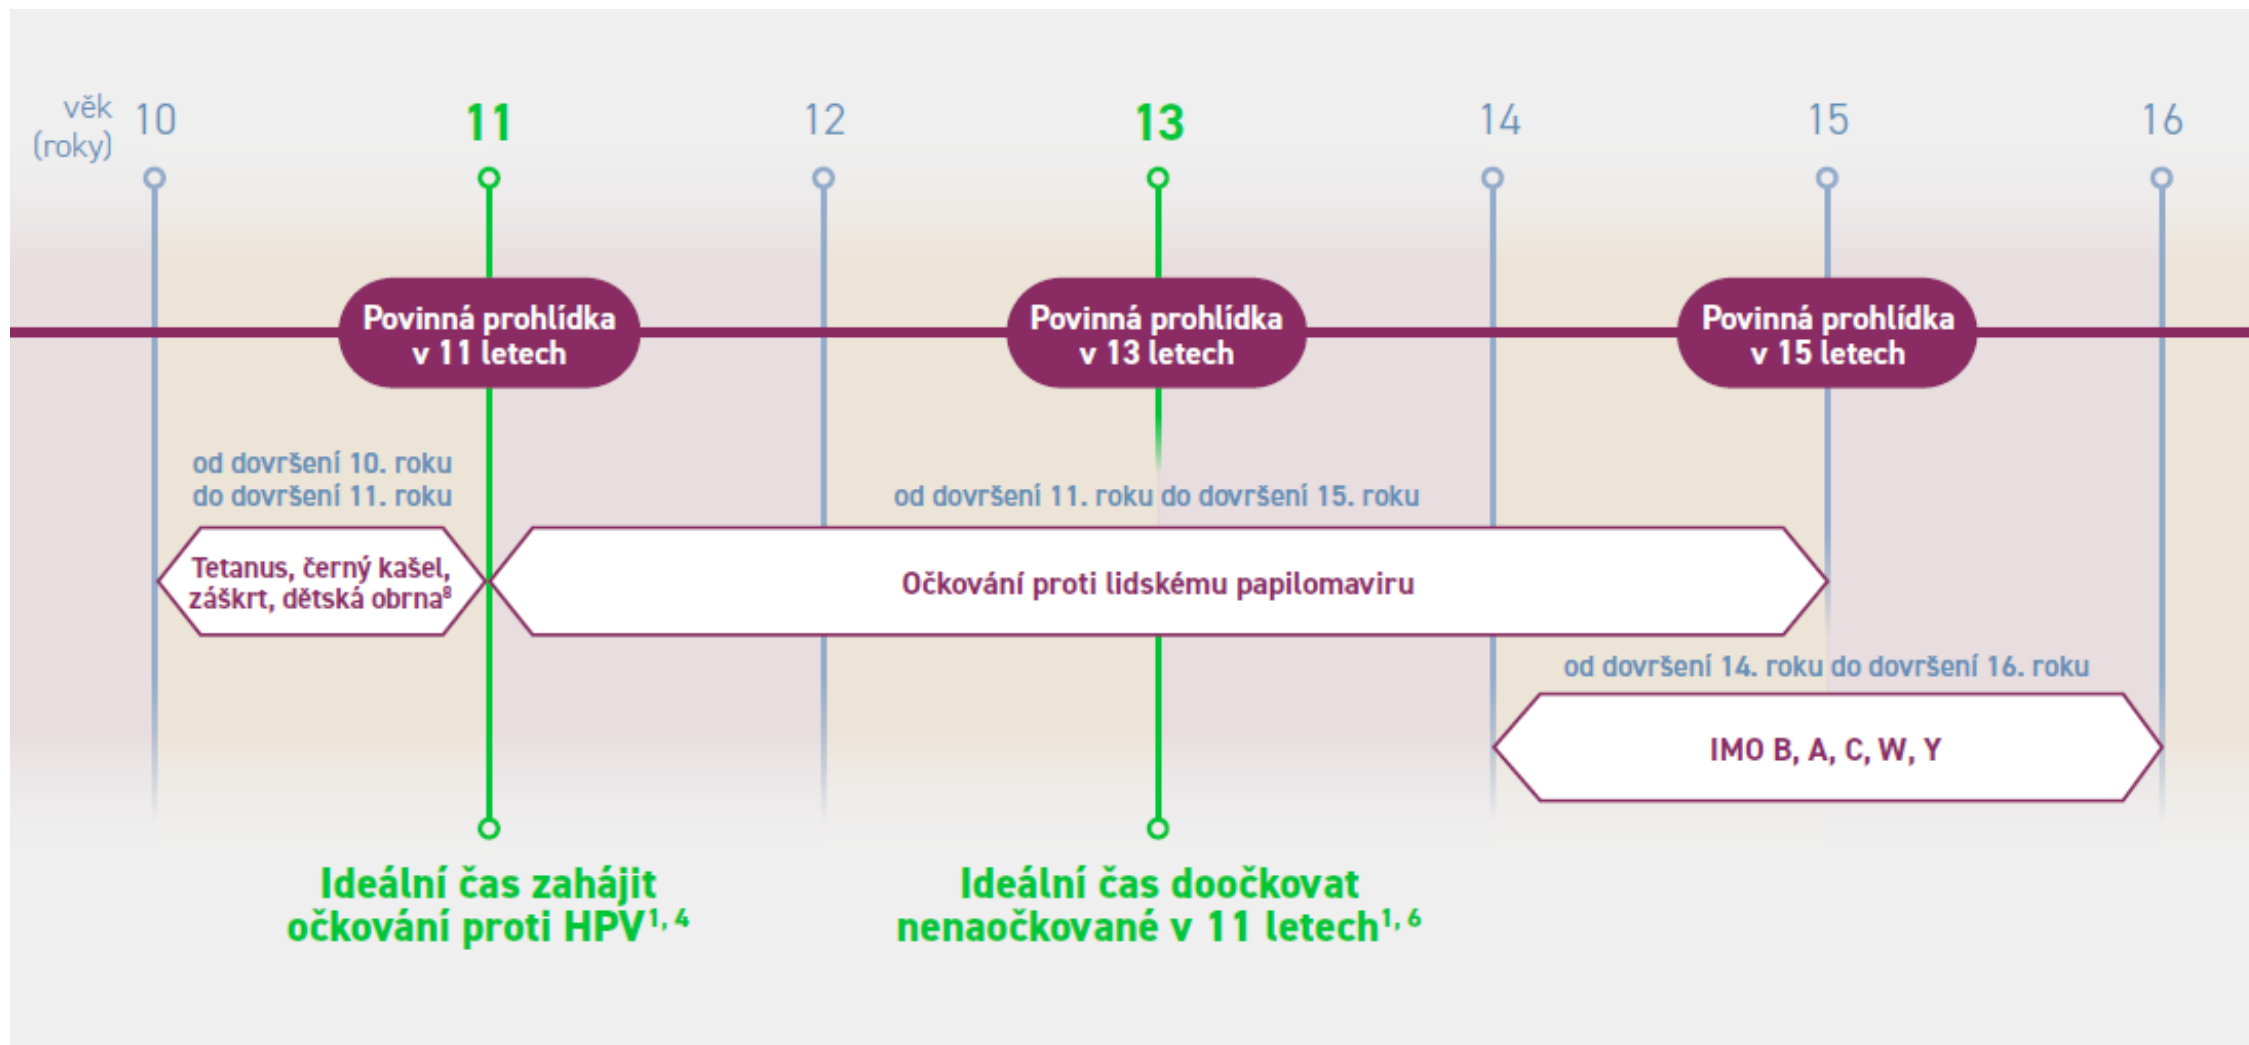 věk
(roky)
10
11
12
13
14
15
16
Povinná prohlídka
v 11 letech
Povinná prohlídka
v 13 letech
Povinná prohlídka
v 15 letech
od dovršení 10. roku
do dovršení 11. roku
od dovršení 11. roku do dovršení 15. roku
Tetanus, černý kašel,
záškrt, dětská obrna⁸
Očkování proti lidskému papilomaviru
od dovršení 14. roku do dovršení 16. roku
IMO B, A, C, W, Y
Ideální čas zahájit
očkování proti HPV¹, ⁴
Ideální čas doočkovat
nenaočkované v 11 letech¹, ⁶